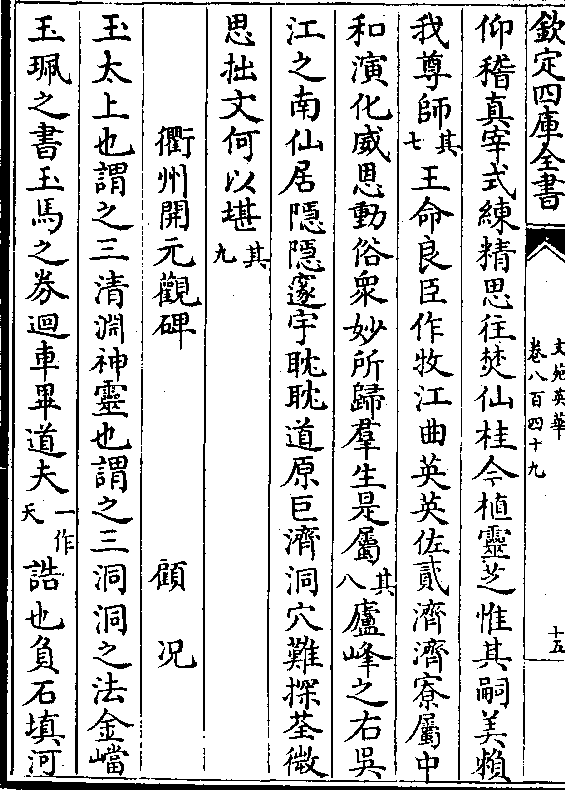 欽定四庫全書
文苑英華
卷八百四十九
十五
仰稽真宰式練精思往焚仙桂今植靈芝惟其嗣美頼
我尊師其七王命良臣作牧江曲英英佐貳濟濟寮屬中
和演化威恩動俗衆妙所歸羣生是屬其八廬峰之右吳
江之南仙居隱隱邃宇耽耽道原巨濟洞穴難探荃微
思拙文何以堪其九
衢州開元觀碑 顧况
玉太上也謂之三清淵神靈也謂之三洞洞之法金璫
玉珮之書玉馬之券迴車畢道夫一作天誥也負石填河